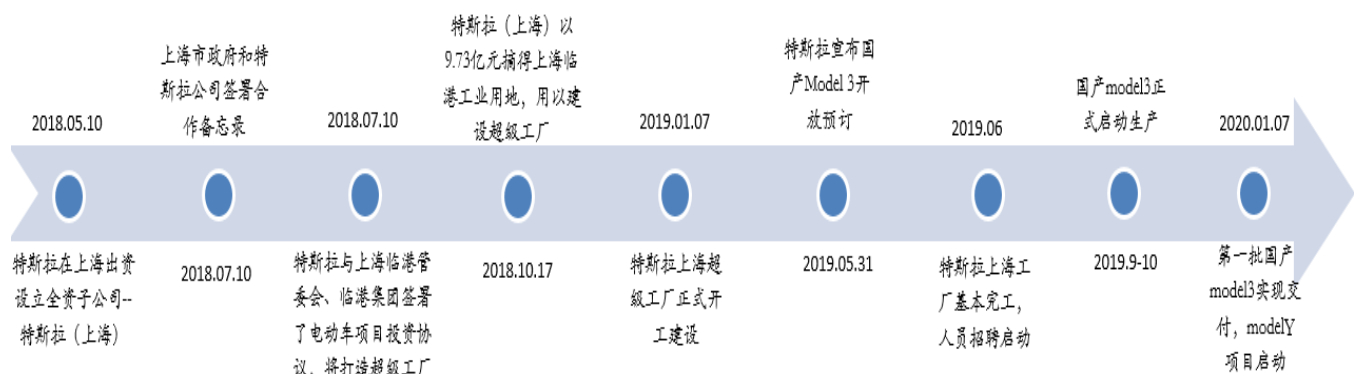 2018.05.10
特斯拉在上海出资
设立全资子公司--
特斯拉（上海）
上海市政府和特
斯拉公司签署合
作备忘录
2018.07.10
2018.07.10
特斯拉与上海临港管
委会、临港集团签署
了电动车项目投资协
议，将打造超级工厂
特斯拉（上海）以
9.73亿元摘得上海临
港工业用地，用以建
设超级工厂
2018.10.17
2019.01.07
特斯拉上海超
级工厂正式开
工建设
特斯拉宣布国
产Model 3开
放预订
2019.05.31
2019.06
特斯拉上海工
厂基本完工，
人员招聘启动
国产model3正
式启动生产
2019.9-10
2020.01.07
第一批国产
model3实现交
付，modelY
项目启动